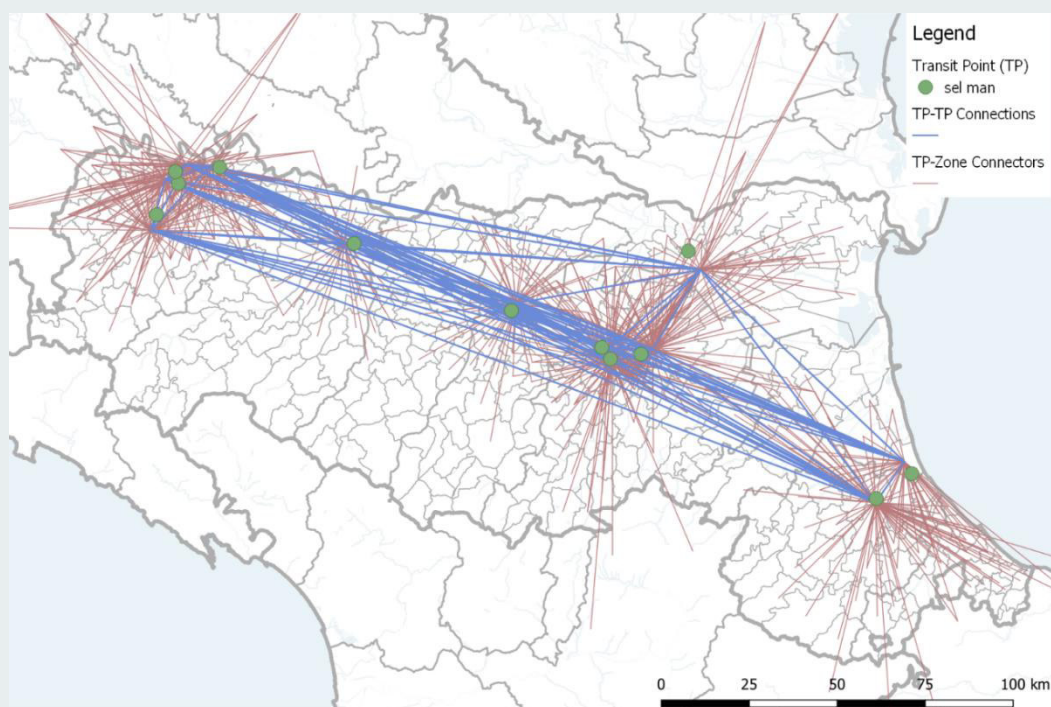 Legend
Transit Point (TP)
sel man
TP-TP Connections
TP-Zone Connectors
0 25 50 75 100 km